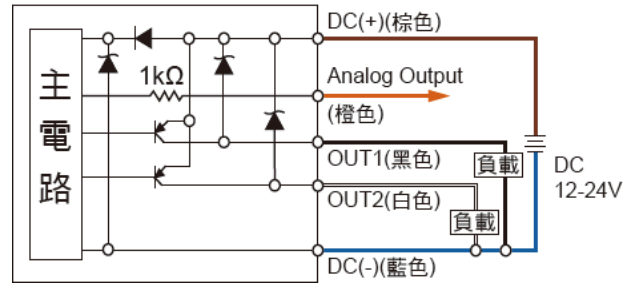 DC(+)(棕色)
主電路
1kΩ
Analog Output
(橙色)
OUT1(黑色)
負載
DC
12-24V
OUT2(白色)
負載
DC(-)(藍色)